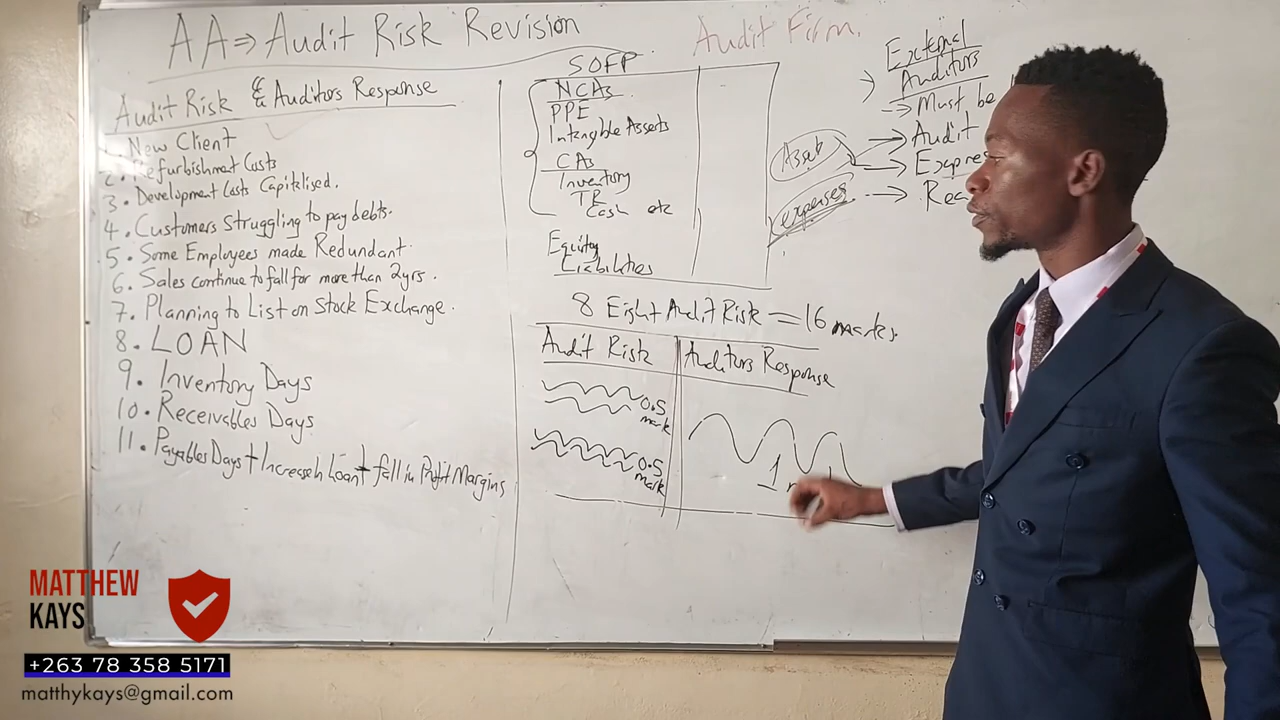 AA ⇒ Audit Risk Revision
Audit Firm.
Audit Risk & Auditors Response
1. New Client
2. Refurbishment Costs
3. Development Costs Capitalised.
4. Customers Struggling to pay debts.
5. Some Employees made Redundant.
6. Sales continue to fall for more than 2yrs.
7. Planning to List on Stock Exchange.
8. LOAN
9. Inventory Days
10. Receivables Days
11. Payables Days + Increase in Loan + fall in Profit Margins
SOFP
NCAs
PPE
Intangible Assets
CAs
Inventory
TR
Cash etc
Equity
Liabilities
8 Eight Audit Risk = 16 marks.
Audit Risk
Auditors Response
0.5 mark
0.5 mark
1
External
Auditors
→ Must be
→ Audit
→
→
expenses
MATTHEW
KAYS
+263 78 358 5171
matthykays@gmail.com